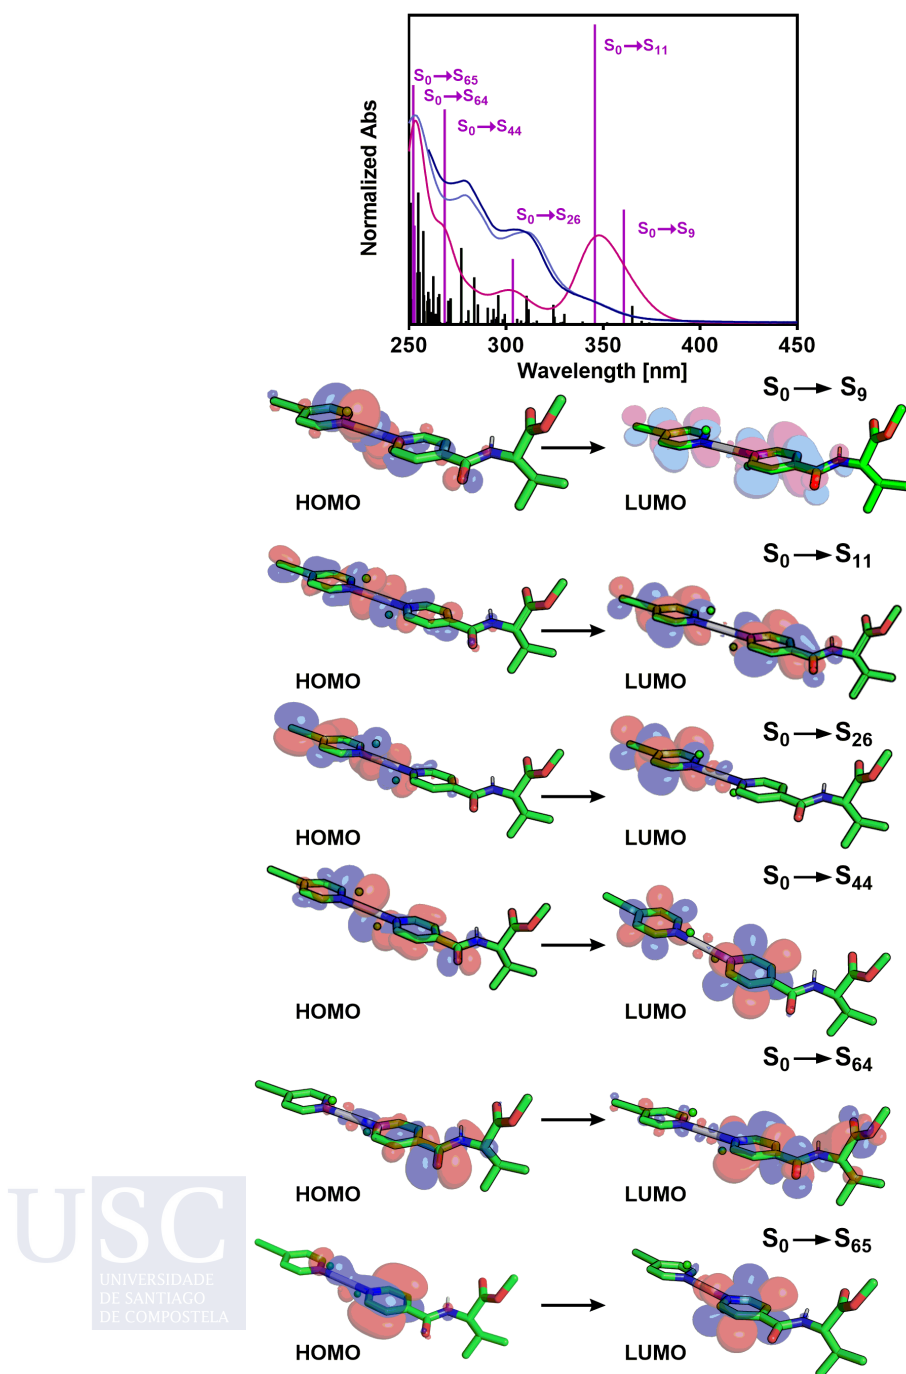 S0→S65
S0→S64
S0→S44
S0→S11
S0→S26
S0→S9
Normalized Abs
250 300 350 400 450
Wavelength [nm]
S0→ S9
HOMO LUMO
S0→S11
HOMO LUMO
S0→S26
HOMO LUMO
S0→S44
HOMO LUMO
S0→S64
HOMO LUMO
S0→S65
HOMO LUMO
USC
UNIVERSIDADE
DE SANTIAGO
DE COMPOSTELA